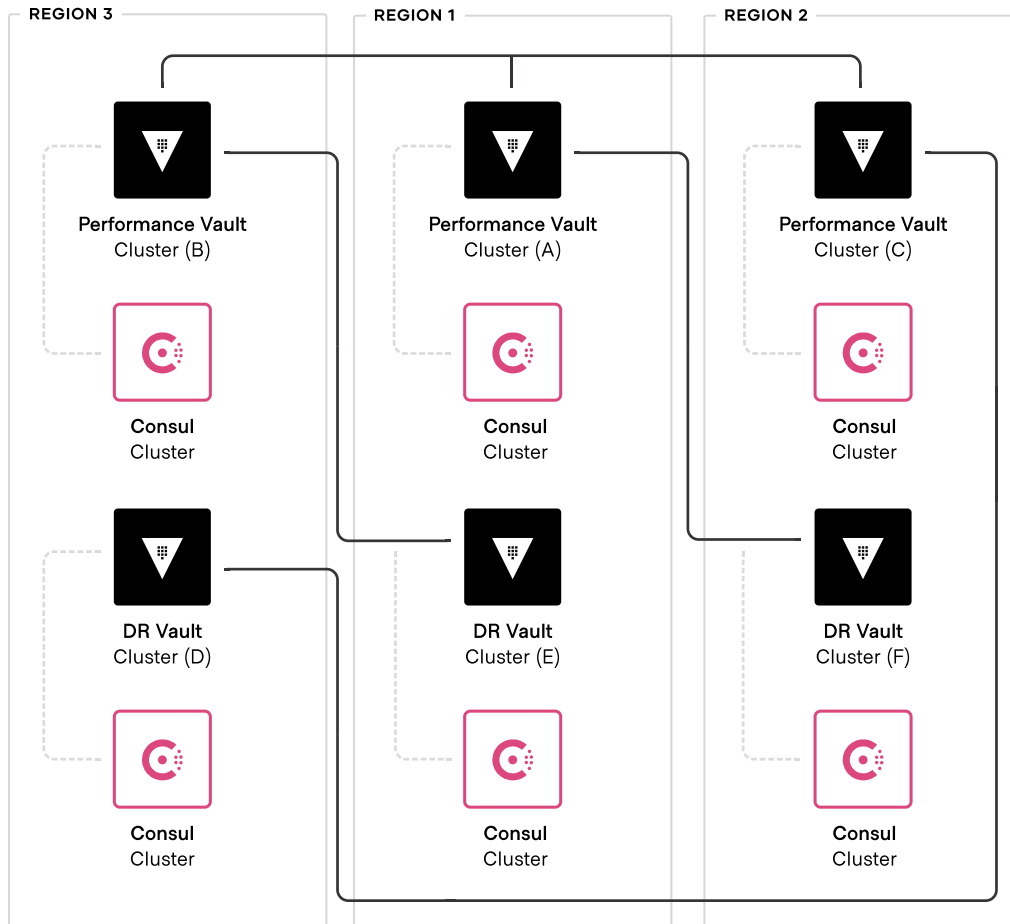 REGION 3
REGION 1
REGION 2
Performance Vault
Cluster (B)
Performance Vault
Cluster (A)
Performance Vault
Cluster (C)
Consul
Cluster
Consul
Cluster
Consul
Cluster
DR Vault
Cluster (D)
DR Vault
Cluster (E)
DR Vault
Cluster (F)
Consul
Cluster
Consul
Cluster
Consul
Cluster